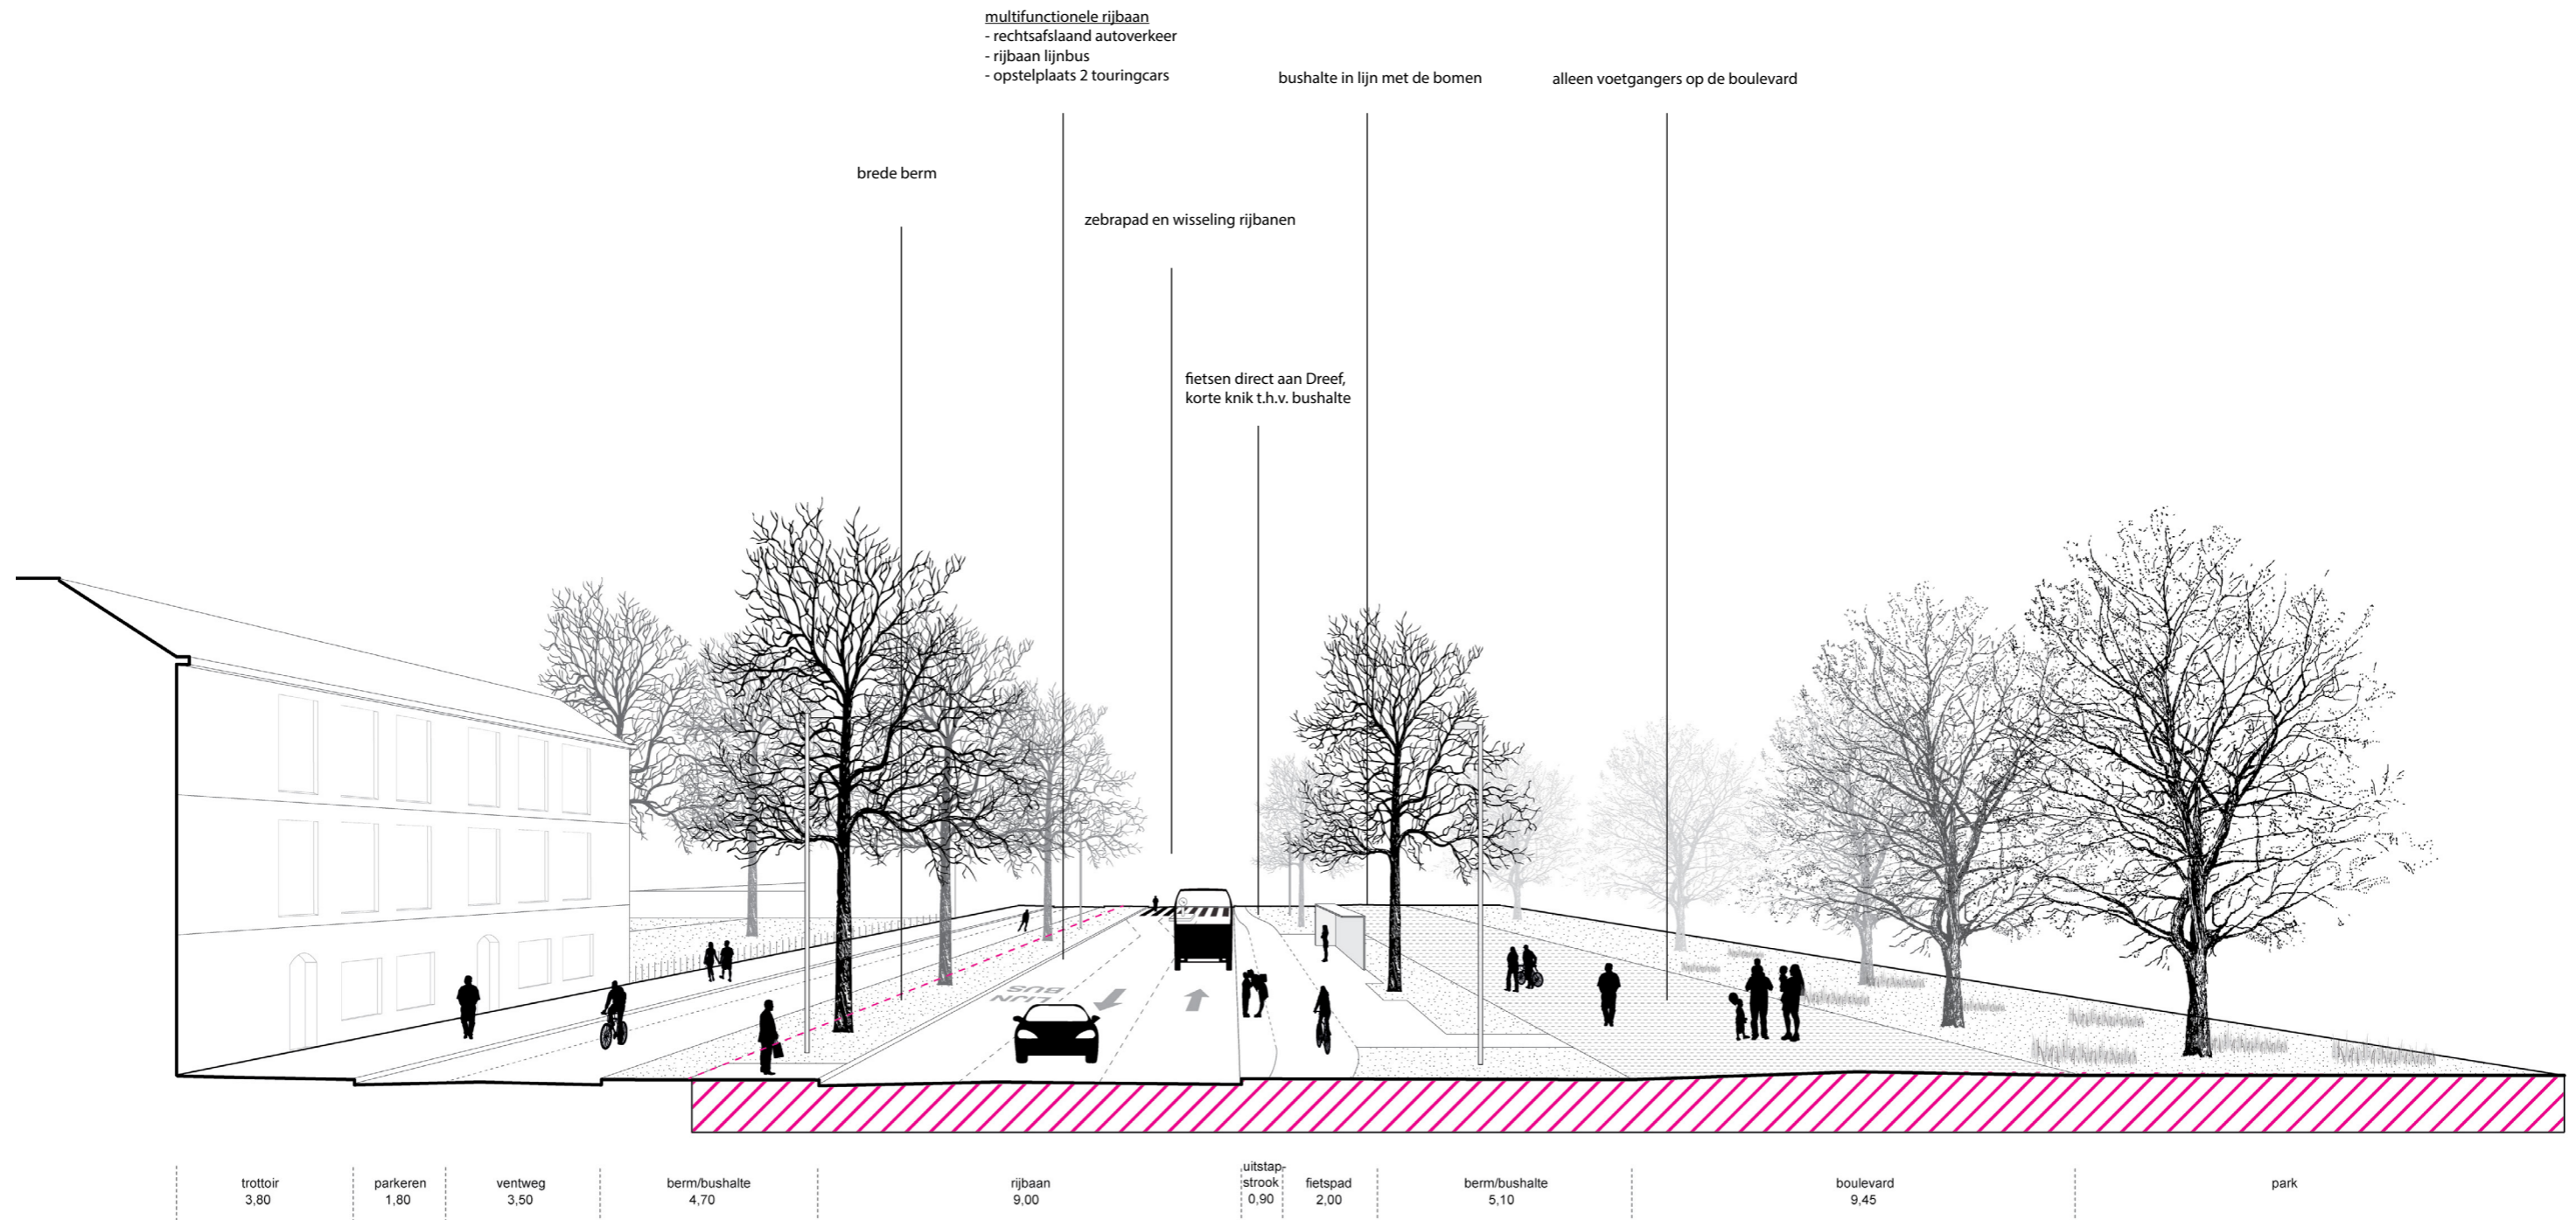 multifunctionele rijbaan
- rechtsafslaand autoverkeer
- rijbaan lijnbus
- opstelplaats 2 touringcars
bushalte in lijn met de bomen
alleen voetgangers op de boulevard
brede berm
zebrapad en wisseling rijbanen
fietsen direct aan Dreef,
korte knik t.h.v. bushalte
LIJN
BUS
trottoir
3,80
parkeren
1,80
ventweg
3,50
berm/bushalte
4,70
rijbaan
9,00
uitstap-
strook
0,90
fietspad
2,00
berm/bushalte
5,10
boulevard
9,45
park